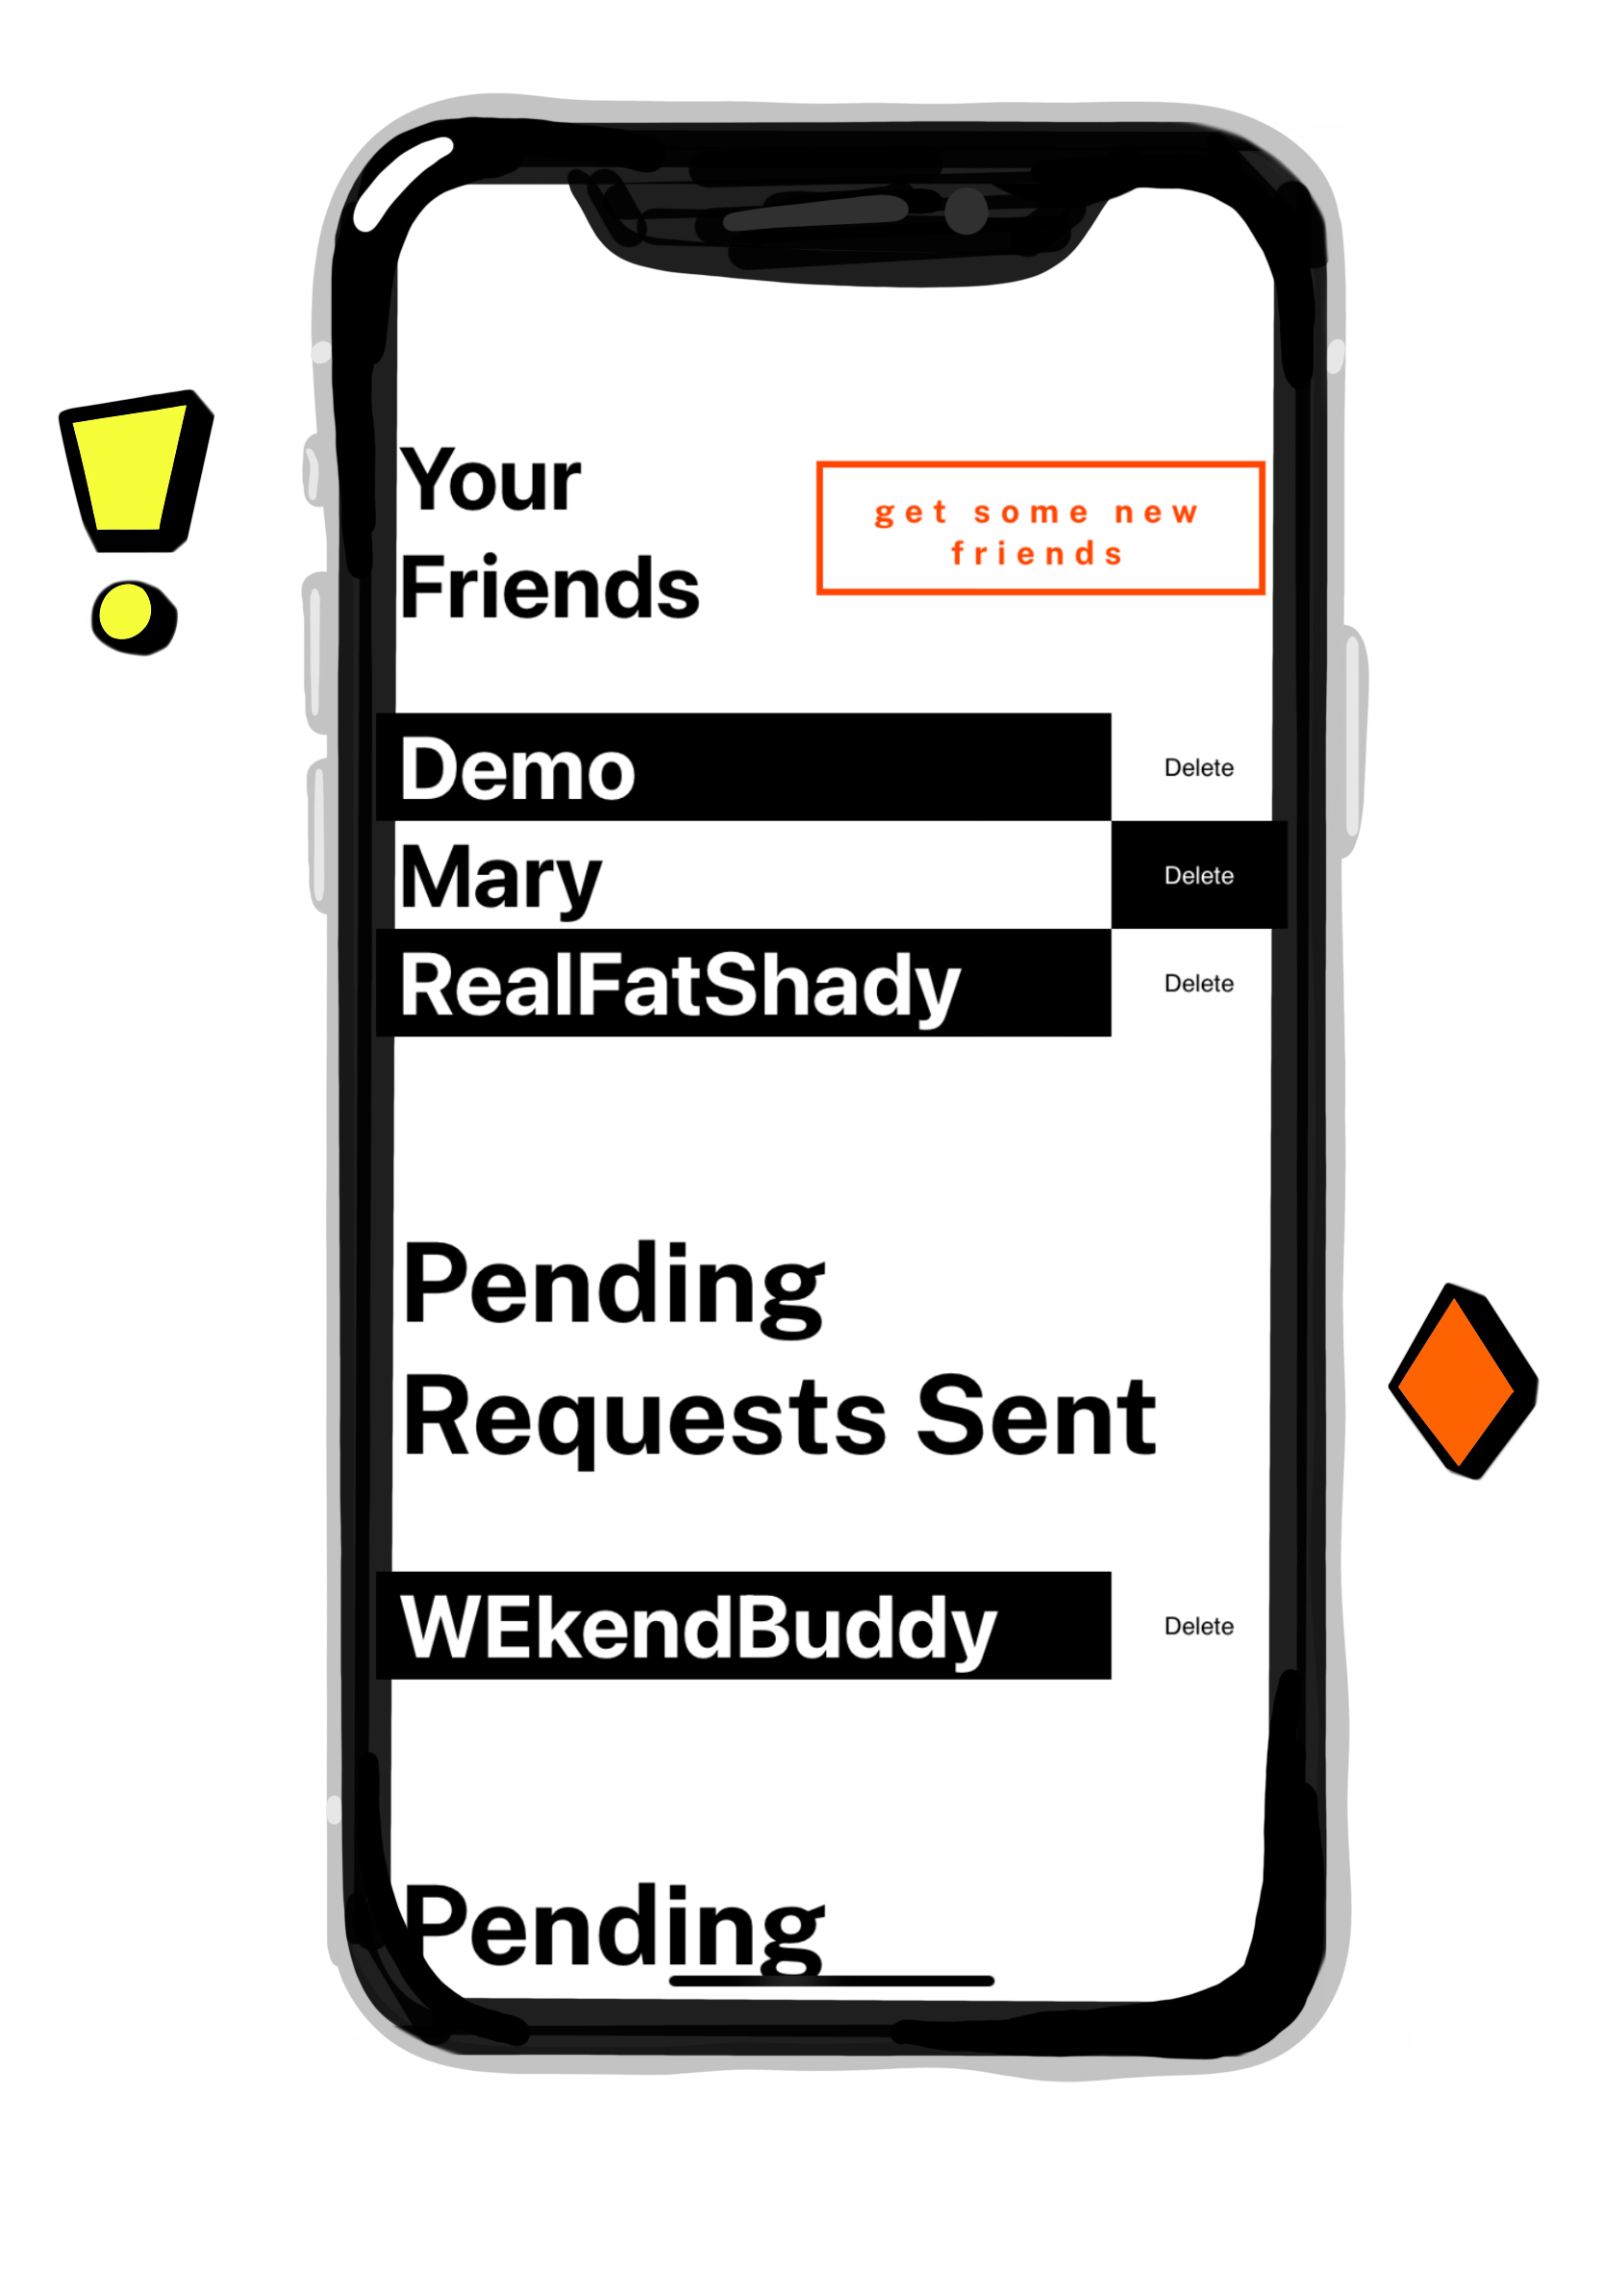 Your
Friends
get some new
friends
Demo
Delete
Mary
Delete
RealFatShady
Delete
Pending
Requests Sent
WEkendBuddy
Delete
Pending